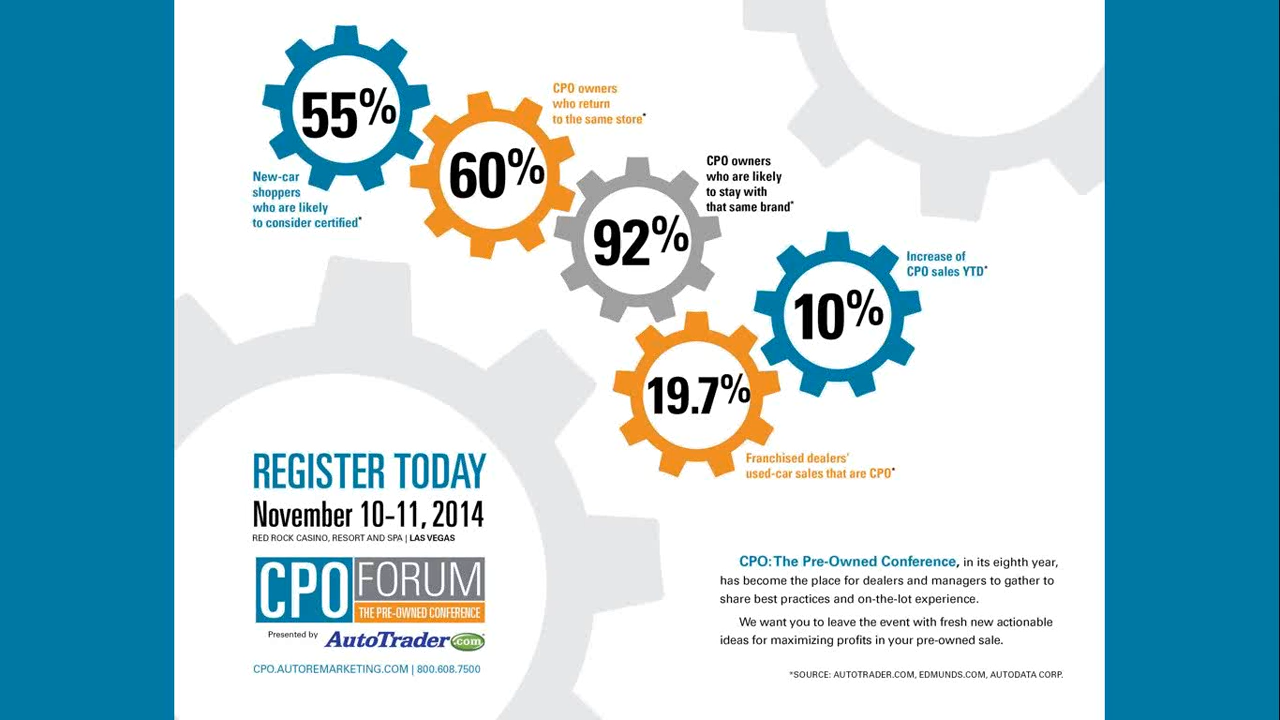 55%
New-car
shoppers
who are likely
to consider certified*
60%
CPO owners
who return
to the same store*
92%
CPO owners
who are likely
to stay with
that same brand*
10%
Increase of
CPO sales YTD*
19.7%
Franchised dealers'
used-car sales that are CPO*
REGISTER TODAY
November 10-11, 2014
RED ROCK CASINO, RESORT AND SPA | LAS VEGAS
CPO FORUM
THE PRE-OWNED CONFERENCE
Presented by AutoTrader.com
CPO.AUTOREMARKETING.COM | 800.608.7500
CPO: The Pre-Owned Conference, in its eighth year,
has become the place for dealers and managers to gather to
share best practices and on-the-lot experience.
We want you to leave the event with fresh new actionable
ideas for maximizing profits in your pre-owned sale.
*SOURCE: AUTOTRADER.COM, EDMUNDS.COM, AUTODATA CORP.